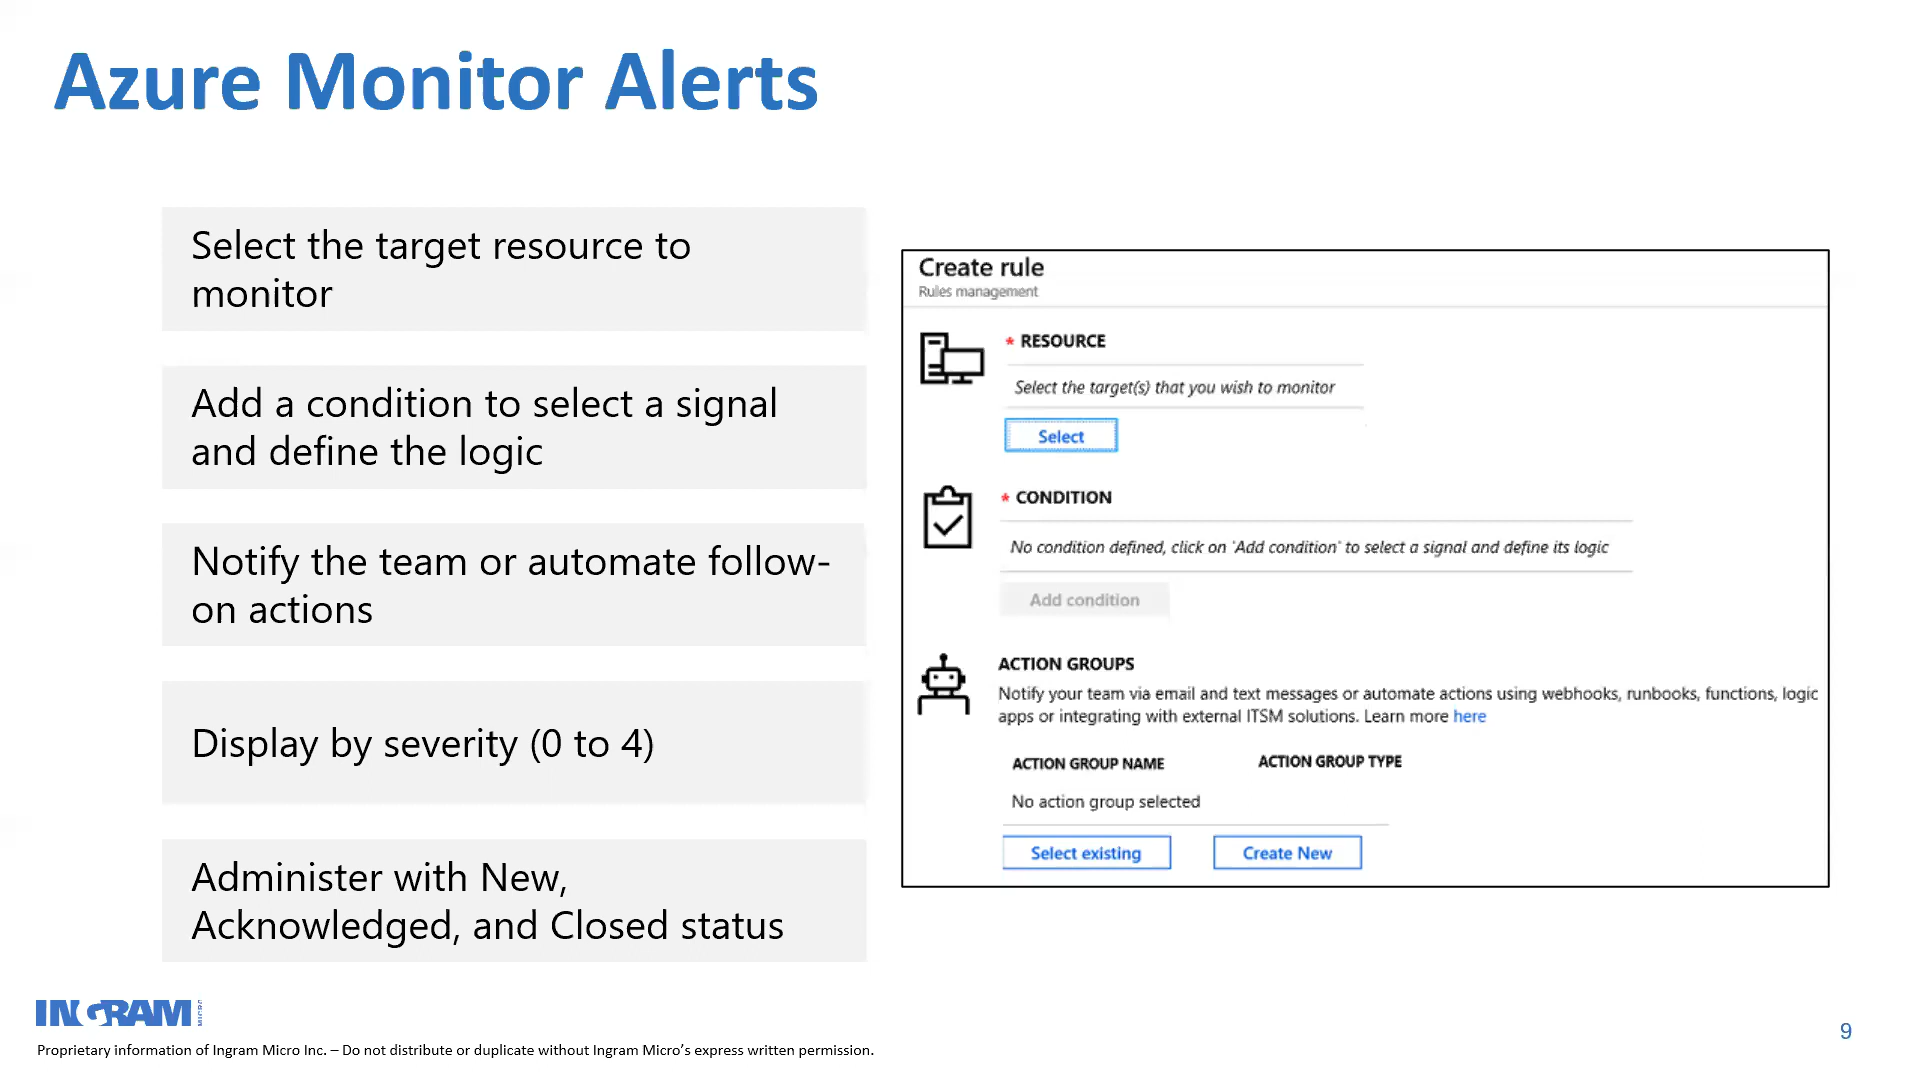 Azure Monitor Alerts
Select the target resource to
monitor
Add a condition to select a signal
and define the logic
Notify the team or automate follow-
on actions
Display by severity (0 to 4)
Administer with New,
Acknowledged, and Closed status
Create rule
Rules management
* RESOURCE
Select the target(s) that you wish to monitor
Select
* CONDITION
No condition defined, click on 'Add condition' to select a signal and define its logic
Add condition
ACTION GROUPS
Notify your team via email and text messages or automate actions using webhooks, runbooks, functions, logic
apps or integrating with external ITSM solutions. Learn more here
ACTION GROUP NAME ACTION GROUP TYPE
No action group selected
Select existing Create New
INGRAM MICRO
Proprietary information of Ingram Micro Inc. – Do not distribute or duplicate without Ingram Micro's express written permission.
9